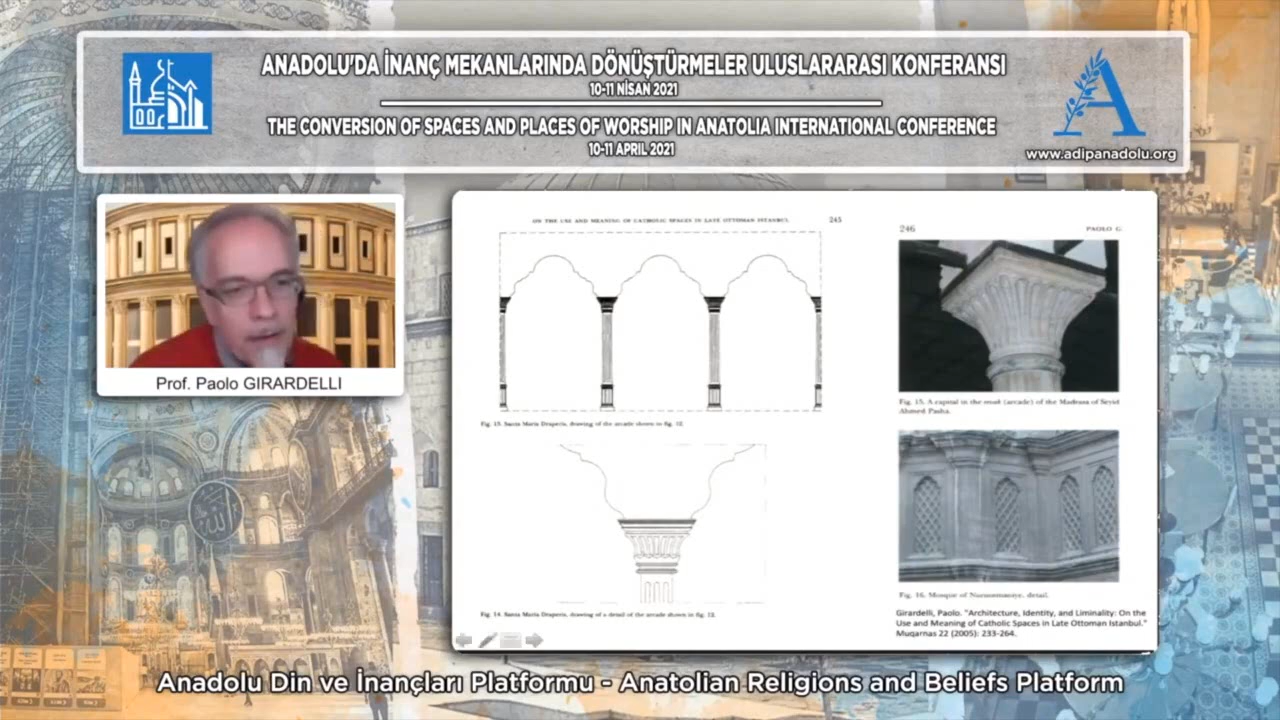 ANADOLU'DA İNANÇ MEKANLARINDA DÖNÜŞTÜRMELER ULUSLARARASI KONFERANSI
10-11 NİSAN 2021
THE CONVERSION OF SPACES AND PLACES OF WORSHIP IN ANATOLIA INTERNATIONAL CONFERENCE
10-11 APRIL 2021
www.adipanadolu.org
Prof. Paolo GIRARDELLI
ON THE USE AND MEANING OF CATHOLIC SPACES IN LATE OTTOMAN ISTANBUL
245
Fig. 13. Santa Maria Draperis, drawing of the arcade shown in fig. 12.
Fig. 14. Santa Maria Draperis, drawing of a detail of the arcade shown in fig. 12.
246
PAOLO G
Fig. 15. A capital in the revak (arcade) of the Madrasa of Seyid
Ahmed Pasha.
Fig. 16. Mosque of Nuruosmaniye, detail.
Girardelli, Paolo. "Architecture, Identity, and Liminality: On the
Use and Meaning of Catholic Spaces in Late Ottoman Istanbul."
Muqarnas 22 (2005): 233-264.
Anadolu Din ve İnançları Platformu - Anatolian Religions and Beliefs Platform